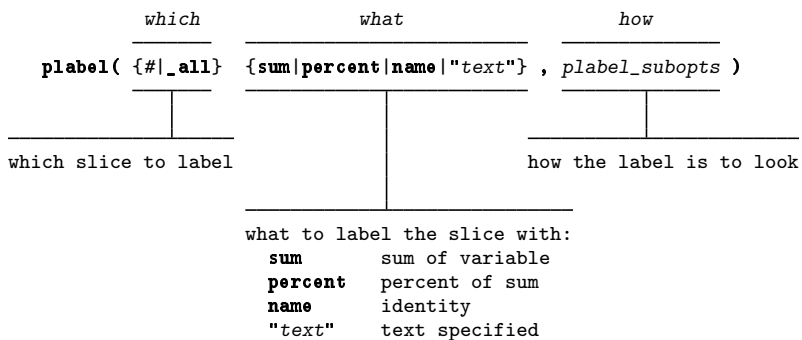 which what how
plabel( {#|_all} {sum|percent|name|"text"} , plabel_subopts )
which slice to label how the label is to look
what to label the slice with:
sum sum of variable
percent percent of sum
name identity
"text" text specified